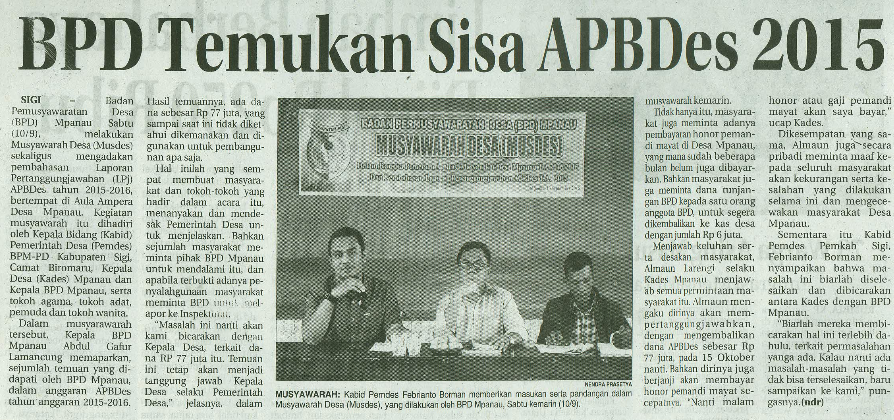 BPD Temukan Sisa APBDes 2015
SIGI – Badan
Pemusyawaratan Desa
(BPD) Mpanau Sabtu
(10/9), melakukan
Musyawarah Desa (Musdes)
sekaligus mengadakan
pembahasan Laporan
Pertanggungjawaban (LPj)
APBDes tahun 2015-2016,
bertempat di Aula Ampera
Desa Mpanau. Kegiatan
musyawarah itu dihadiri
oleh Kepala Bidang (Kabid)
Pemerintah Desa (Pemdes)
BPM-PD Kabupaten Sigi,
Camat Biromaru, Kepala
Desa (Kades) Mpanau dan
Kepala BPD Mpanau, serta
tokoh agama, tokoh adat,
pemuda dan tokoh wanita.
Dalam musyarawarah
tersebut, Kepala BPD
Mpanau Abdul Gafur
Lamancung memaparkan,
sejumlah temuan yang di-
dapati oleh BPD Mpanau,
dalam anggaran APBDes
tahun anggaran 2015-2016.
Hasil temuannya, ada da-
na sebesar Rp 77 juta, yang
sampai saat ini tidak diket-
ahui dikemanakan dan di-
gunakan untuk pembangu-
nan apa saja.
Hal inilah yang sem-
pat membuat masyara-
kat dan tokoh-tokoh yang
hadir dalam acara itu,
menanyakan dan mende-
sak Pemerintah Desa un-
tuk menjelaskan. Bahkan
sejumlah masyarakat me-
minta pihak BPD Mpanau
untuk mendalami itu, dan
apabila terbukti adanya pe-
nyalahgunaan masyarakat
meminta BPD untuk mel-
apor ke Inspektorat.
“Masalah ini nanti akan
kami bicarakan dengan
Kepala Desa, terkait da-
na RP 77 juta itu. Temuan
ini tetap akan menjadi
tanggung jawab Kepala
Desa selaku Pemerintah
Desa,” jelasnya. dalam
BADAN PERMUSYAWARATAN DESA (BPD) MPANAU
MUSYAWARAH DESA (MUSDES)
NENDRA PRASETYA
MUSYAWARAH: Kabid Pemdes Febrianto Borman memberikan masukan serta pandangan dalam
Musyawarah Desa (Musdes), yang dilakukan oleh BPD Mpanau, Sabtu kemarin (10/9).
musyawarah kemarin.
Tidak hanya itu, masyara-
kat juga meminta adanya
pembayaran honor peman-
di mayat di Desa Mpanau,
yang mana sudah beberapa
bulan belum juga dibayar-
kan. Bahkan masyarakat ju-
ga meminta dana tunjan-
gan BPD kepada satu orang
anggota BPD, untuk segera
dikembalikan ke kas desa
dengan jumlah Rp 6 juta.
Menjawab keluhan ser-
ta desakan masyarakat,
Almaun Larengi selaku
Kades Mpanau menjaw-
ab semua permintaan ma-
syarakat itu. Almaun men-
gaku dirinya akan mem-
pertanggungjawabkan,
dengan mengembalikan
dana APBDes sebesar Rp
77 juta, pada 15 Oktober
nanti. Bahkan dirinya juga
berjanji akan membayar
honor pemandi mayat se-
cepatnya. “Nanti malam
honor atau gaji pemandi
mayat akan saya bayar,”
ucap Kades.
Dikesempatan yang sa-
ma, Almaun juga secara
pribadi meminta maaf ke-
pada seluruh masyarakat
akan kekurangan serta ke-
salahan yang dilakukan
selama ini dan mengece-
wakan masyarakat Desa
Mpanau.
Sementara itu Kabid
Pemdes Pemkab Sigi,
Febrianto Borman me-
nyampaikan bahwa ma-
salah ini biarlah disele-
saikan dan dibicarakan
antara Kades dengan BPD
Mpanau.
“Biarlah mereka membi-
carakan hal ini terlebih da-
hulu, terkait permasalahan
yanga ada. Kalau nanti ada
masalah-masalah yang ti-
dak bisa terselesaikan, baru
sampaikan ke kami,” pun-
gasnya.(ndr)